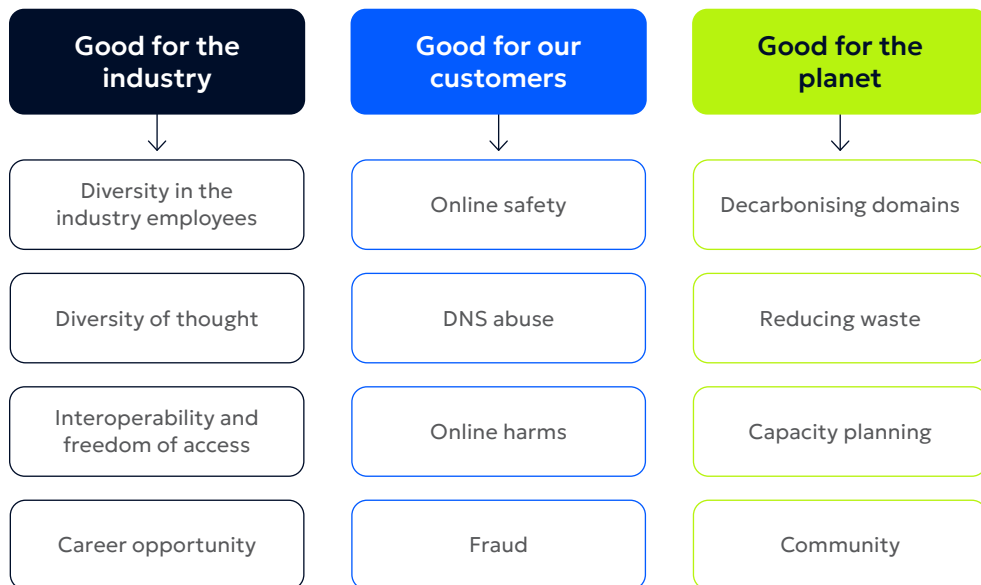 Good for the
industry
Diversity in the
industry employees
Diversity of thought
Interoperability and
freedom of access
Career opportunity
Good for our
customers
Online safety
DNS abuse
Online harms
Fraud
Good for the
planet
Decarbonising domains
Reducing waste
Capacity planning
Community